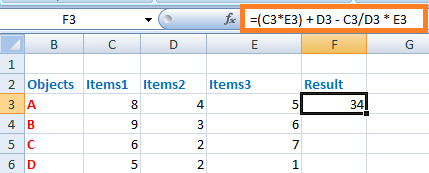 F3 fx =(C3*E3) + D3 - C3/D3 * E3
B C D E F G
1
2 Objects Items1 Items2 Items3 Result
3 A 8 4 5 34
4 B 9 3 6
5 C 6 2 7
6 D 5 2 1